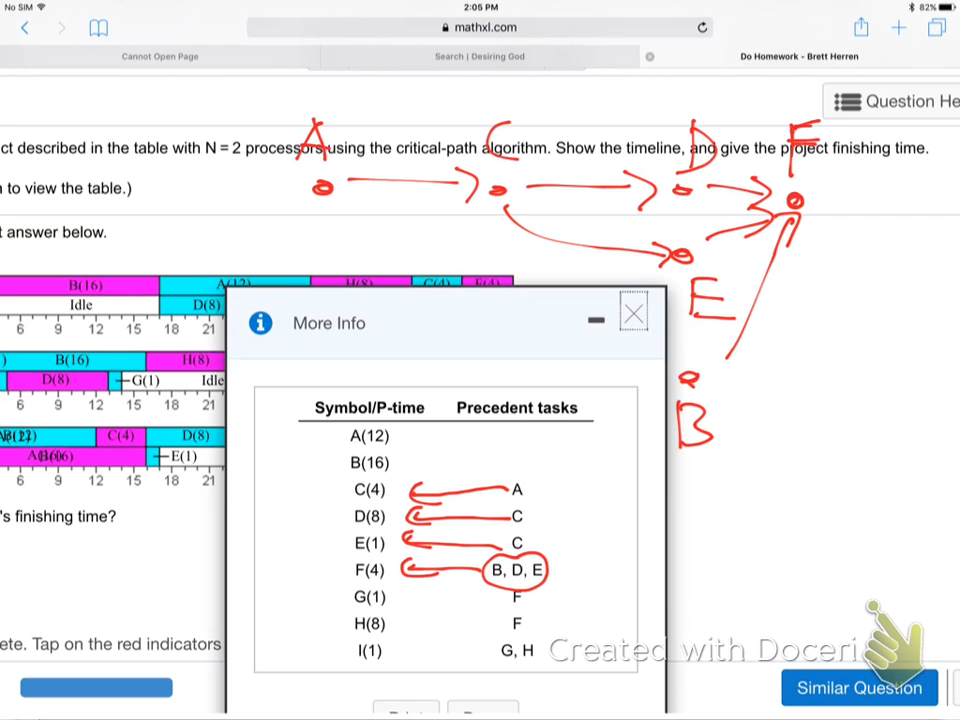 No SIM 2:05 PM 82%
mathxl.com
Cannot Open Page Search | Desiring God Do Homework - Brett Herren
Question He
A C D F
ct described in the table with N = 2 processors using the critical-path algorithm. Show the timeline, and give the project finishing time.
n to view the table.)
t answer below.
E
B(16) A(12) H(8) C(4) F(4)
Idle D(8)
6 9 12 15 18 21
) B(16) H(8)
D(8) G(1) Idle
6 9 12 15 18 21
C(4) D(8)
E(1)
6 9 12 15 18 21
's finishing time?
ete. Tap on the red indicators
More Info
Symbol/P-time Precedent tasks
A(12)
B(16)
C(4) A
D(8) C
E(1) C
F(4) B, D, E
G(1) F
H(8) F
I(1) G, H
B
Created with Doceri
Similar Question